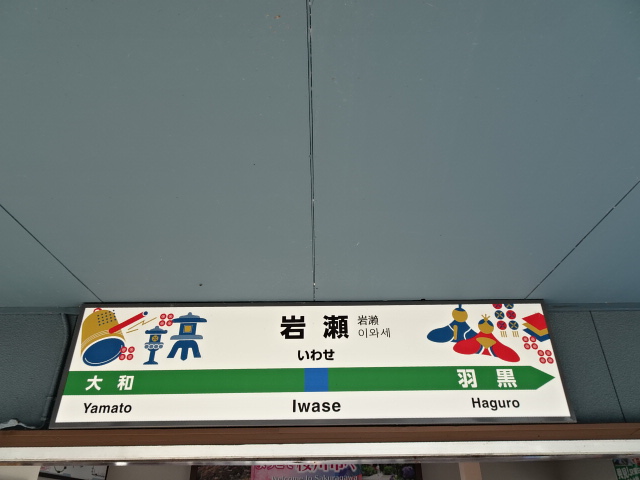 岩瀬 岩瀨
이와세
いわせ
大和 羽黒
Yamato Iwase Haguro